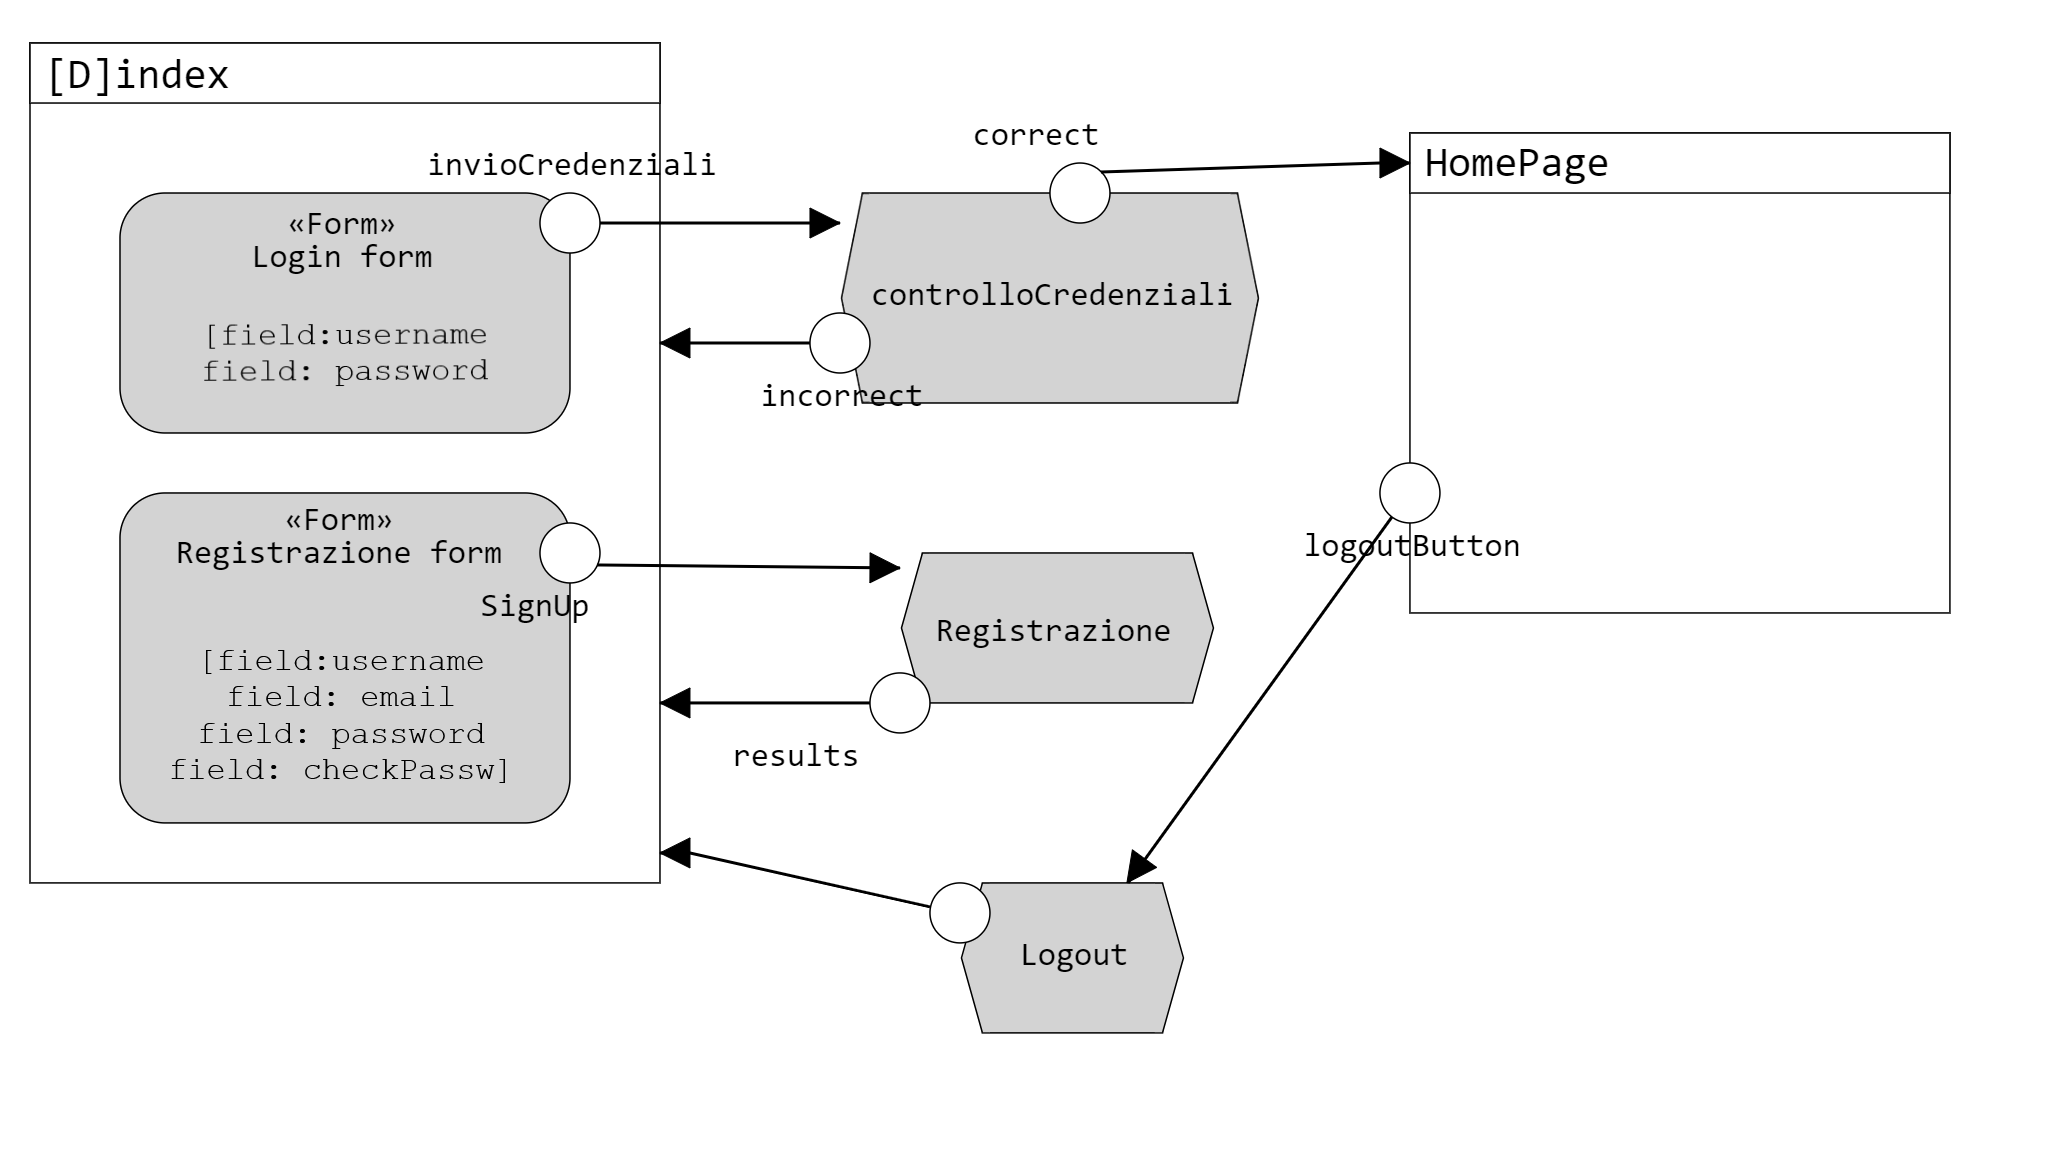 [D]index
invioCredenziali
«Form»
Login form
[field:username
field: password
correct
controlloCredenziali
incorrect
HomePage
logoutButton
«Form»
Registrazione form
SignUp
[field:username
field: email
field: password
field: checkPassw]
Registrazione
results
Logout